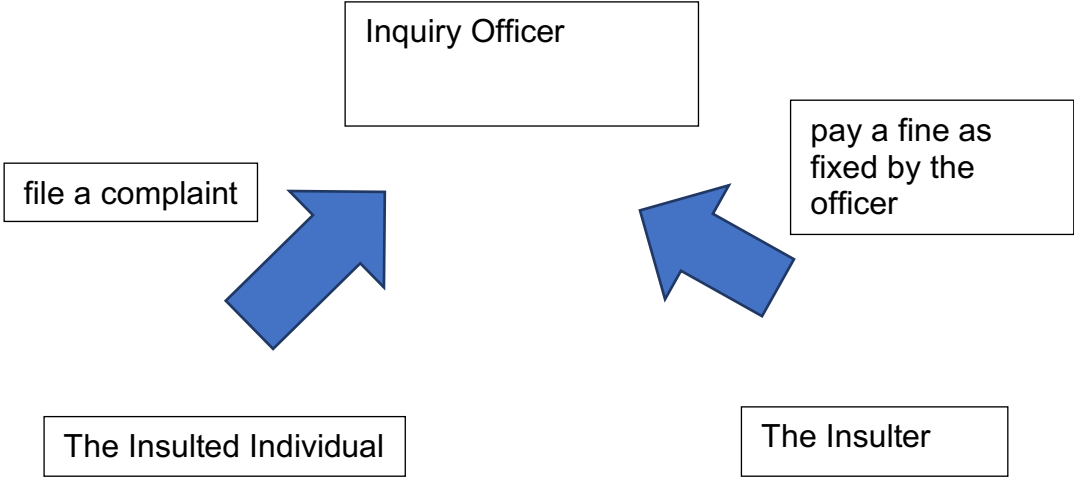 Inquiry Officer
pay a fine as
fixed by the
officer
file a complaint
The Insulted Individual
The Insulter